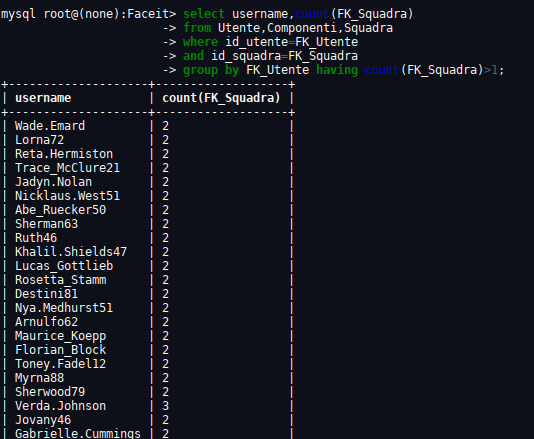 mysql root@(none):Faceit> select username,count(FK_Squadra)
-> from Utente,Componenti,Squadra
-> where id_utente=FK_Utente
-> and id_squadra=FK_Squadra
-> group by FK_Utente having count(FK_Squadra)>1;
+--------------------+-------------------+
| username | count(FK_Squadra) |
+--------------------+-------------------+
| Wade.Emard | 2 |
| Lorna72 | 2 |
| Reta.Hermiston | 2 |
| Trace_McClure21 | 2 |
| Jadyn.Nolan | 2 |
| Nicklaus.West51 | 2 |
| Abe_Ruecker50 | 2 |
| Sherman63 | 2 |
| Ruth46 | 2 |
| Khalil.Shields47 | 2 |
| Lucas_Gottlieb | 2 |
| Rosetta_Stamm | 2 |
| Destini81 | 2 |
| Nya.Medhurst51 | 2 |
| Arnulfo62 | 2 |
| Maurice_Koepp | 2 |
| Florian_Block | 2 |
| Toney.Fadel12 | 2 |
| Myrna88 | 2 |
| Sherwood79 | 2 |
| Verda.Johnson | 3 |
| Jovany46 | 2 |
| Gabrielle.Cummings | 2 |